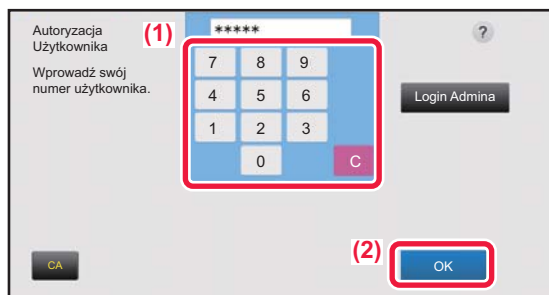 Autoryzacja
Użytkownika
(1)
*****
?
Wprowadź swój
numer użytkownika.
7 8 9
4 5 6
Login Admina
1 2 3
0 C
(2)
CA
OK